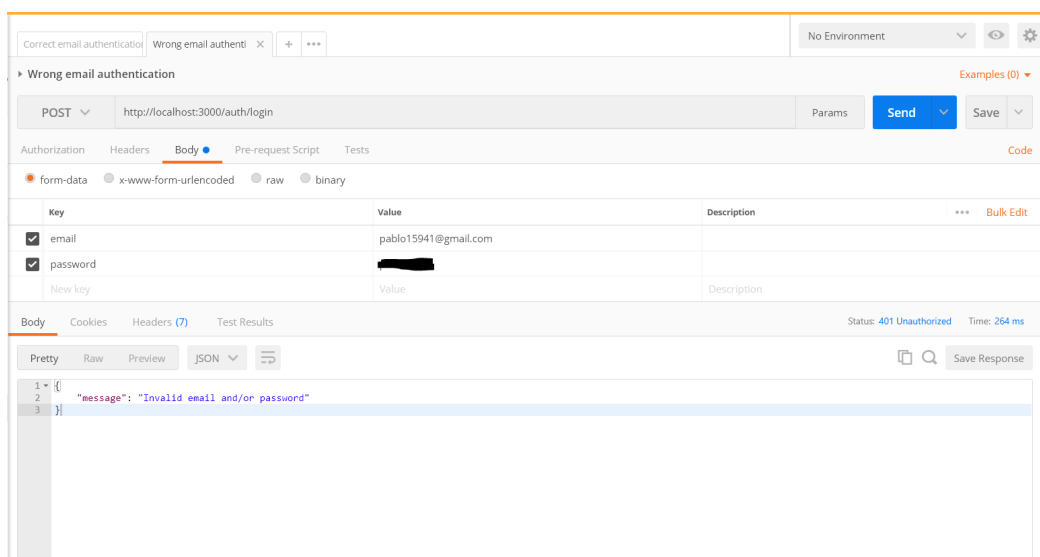 Correct email authentication Wrong email authenti No Environment
Wrong email authentication Examples (0)
POST http://localhost:3000/auth/login Params Send Save
Authorization Headers Body Pre-request Script Tests Code
form-data x-www-form-urlencoded raw binary
Key Value Description Bulk Edit
email pablo15941@gmail.com
password
New key Value Description
Body Cookies Headers (7) Test Results Status: 401 Unauthorized Time: 264 ms
Pretty Raw Preview JSON Save Response
1 {
2 "message": "Invalid email and/or password"
3 }